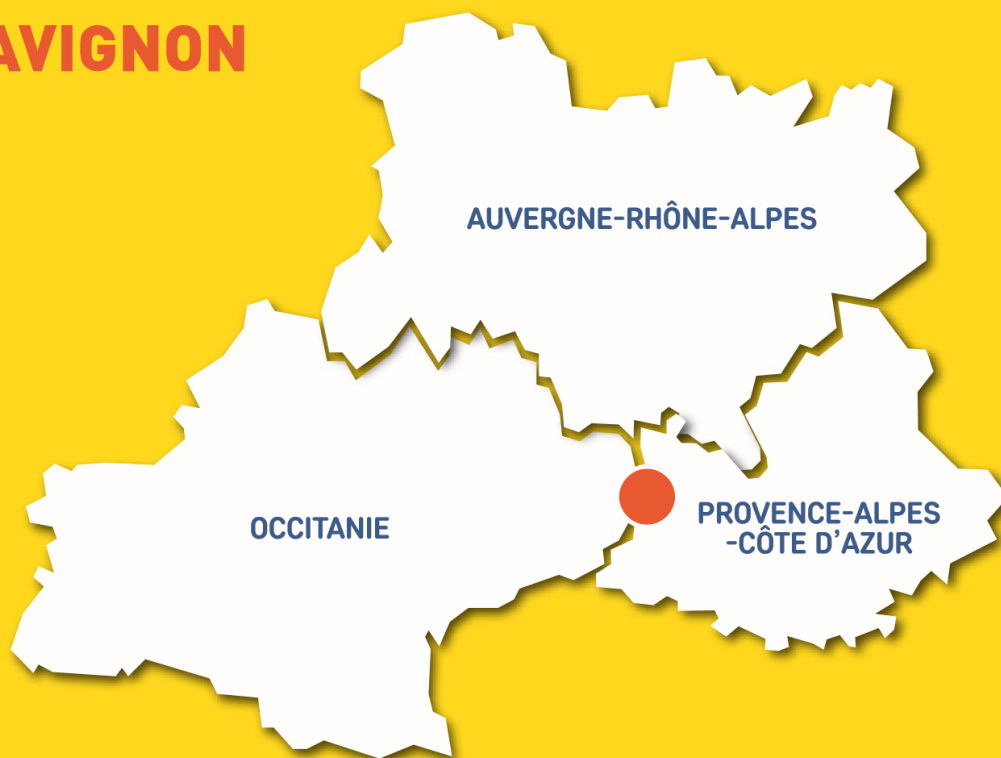 AVIGNON
AUVERGNE-RHÔNE-ALPES
OCCITANIE
PROVENCE-ALPES
-CÔTE D'AZUR